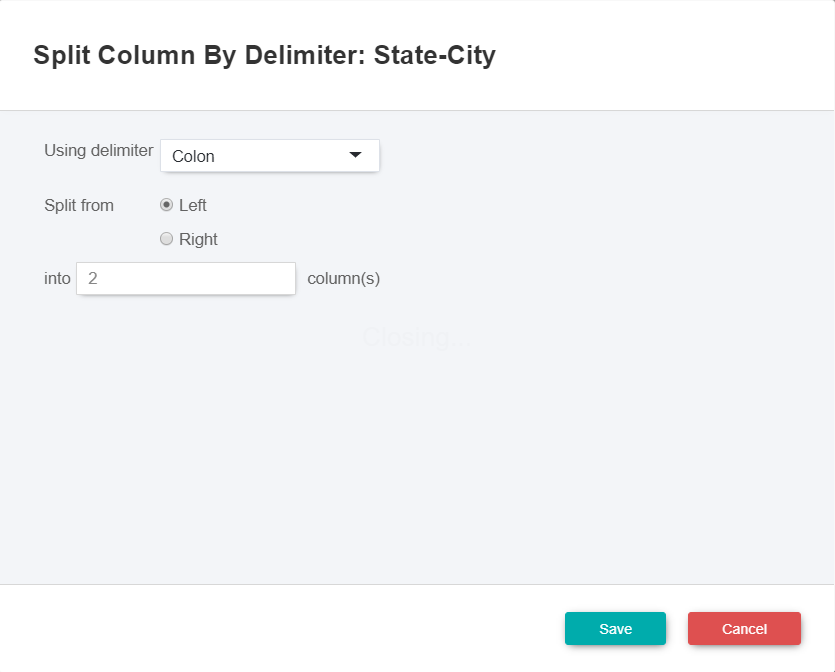 Split Column By Delimiter: State-City
Using delimiter Colon
Split from Left
Right
into 2 column(s)
Closing
Save Cancel